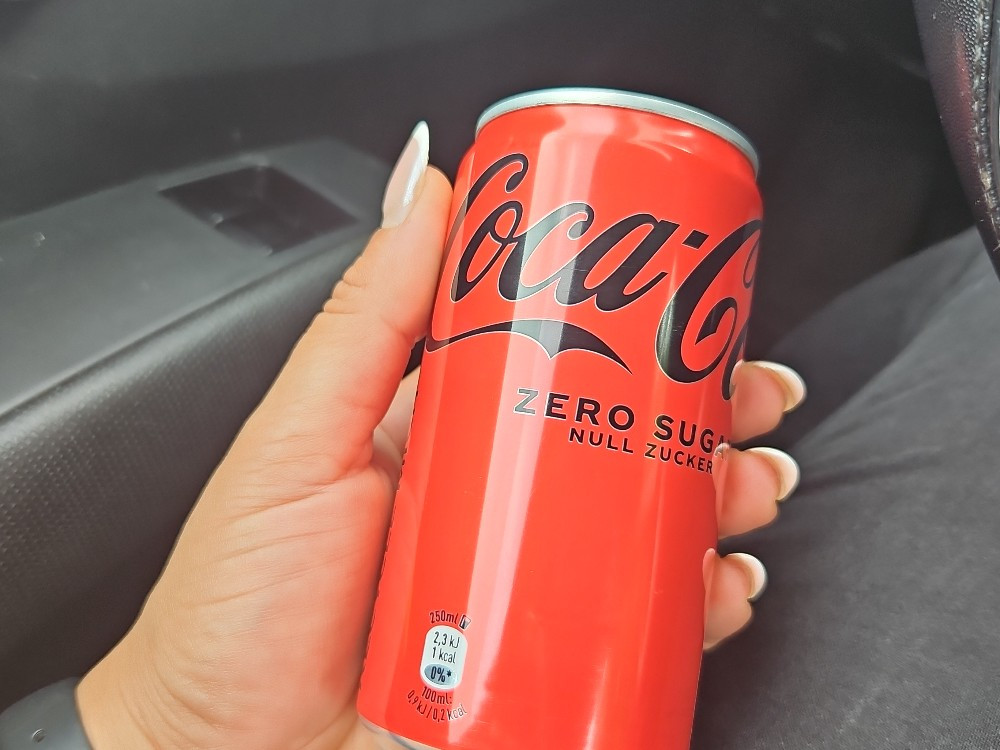 Coca-C
ZERO SUGA
NULL ZUCKER
250ml
2,3 kJ
1 kcal
0%*
100ml:
0,9 kJ / 0,2 kcal